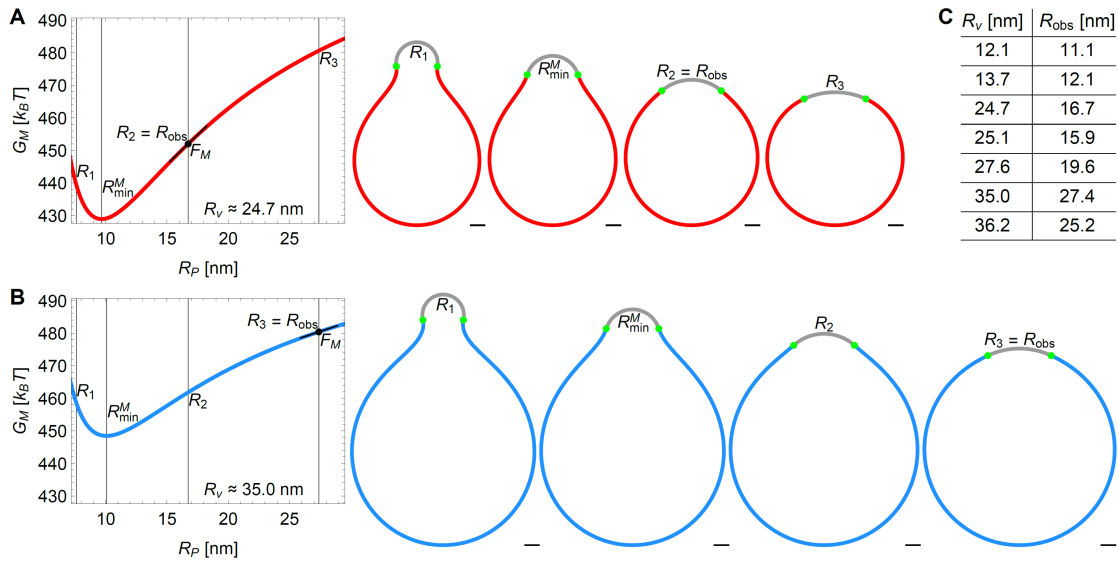 A
490
480
470
460
450
440
430
G_M [k_BT]
R_1
R^M_min
R_2 = R_obs
F_M
R_3
R_v ≈ 24.7 nm
10 15 20 25
R_P [nm]
R_1
R^M_min
R_2 = R_obs
R_3
C
R_v [nm] R_obs [nm]
12.1 11.1
13.7 12.1
24.7 16.7
25.1 15.9
27.6 19.6
35.0 27.4
36.2 25.2
B
490
480
470
460
450
440
430
G_M [k_BT]
R_1
R^M_min
R_2
R_3 = R_obs
F_M
R_v ≈ 35.0 nm
10 15 20 25
R_P [nm]
R_1
R^M_min
R_2
R_3 = R_obs